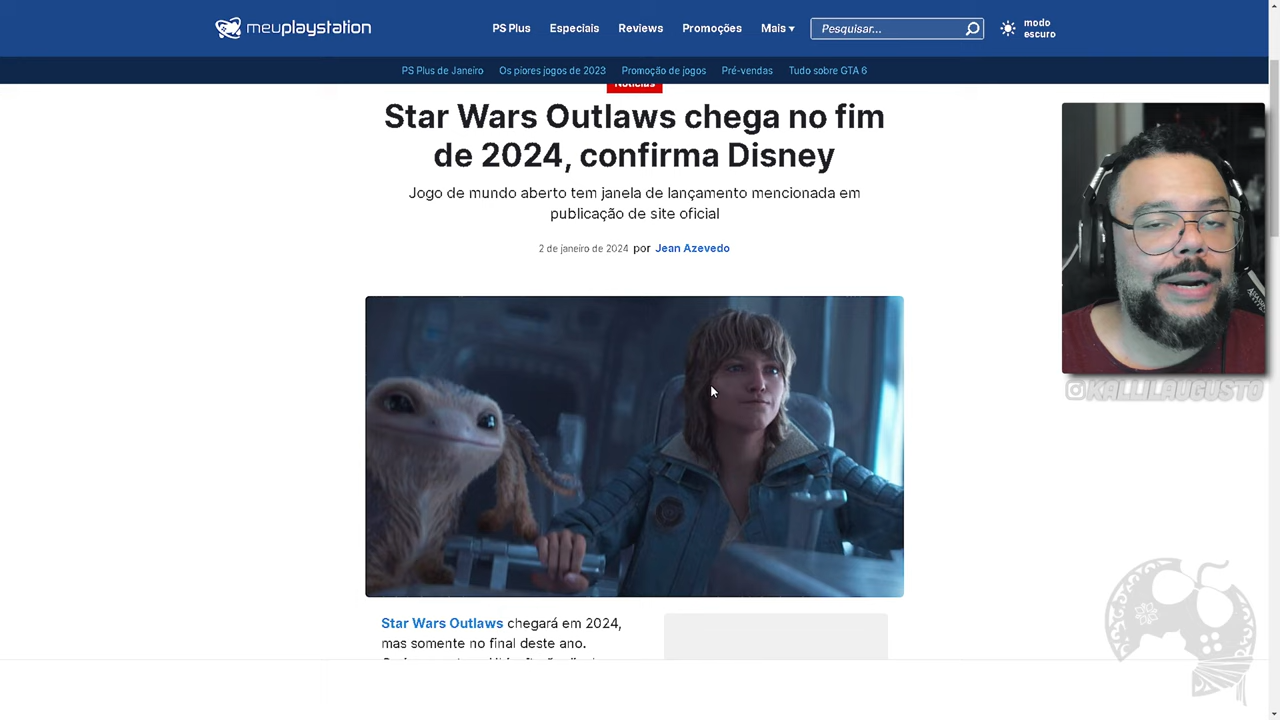 meuplaystation
PS Plus
Especiais
Reviews
Promoções
Mais
Pesquisar...
modo
escuro
PS Plus de Janeiro
Os piores jogos de 2023
Promoção de jogos
Pré-vendas
Tudo sobre GTA 6
Notícias
Star Wars Outlaws chega no fim
de 2024, confirma Disney
Jogo de mundo aberto tem janela de lançamento mencionada em
publicação de site oficial
2 de janeiro de 2024 por Jean Azevedo
@KALLILAUGUSTO
Star Wars Outlaws chegará em 2024,
mas somente no final deste ano.